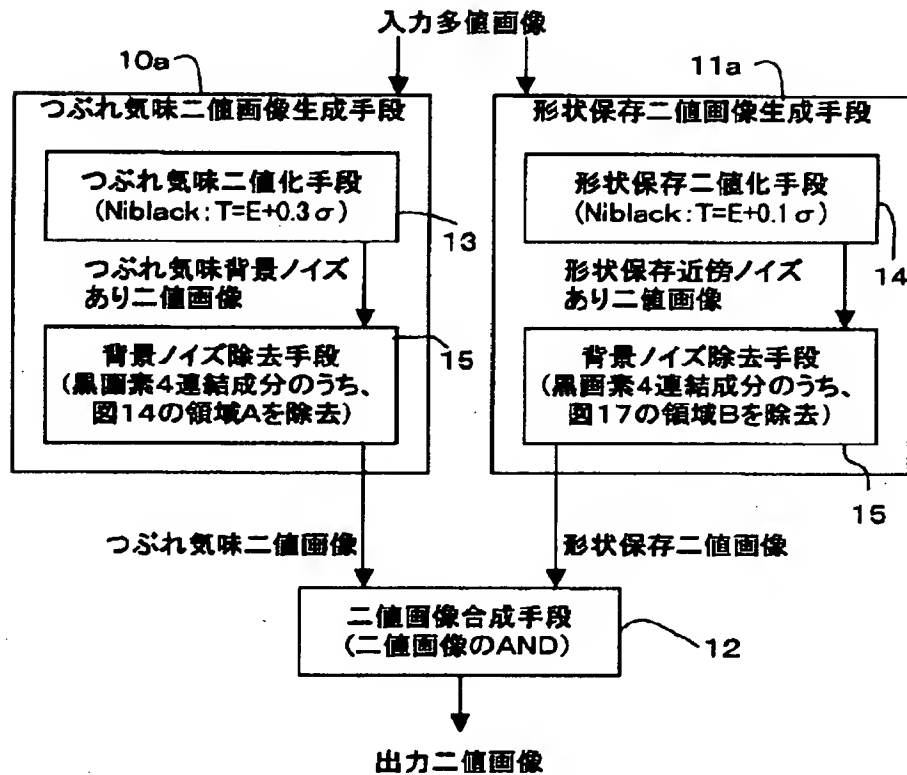 入力多値画像
10a
11a
つぶれ気味二値画像生成手段
つぶれ気味二値化手段
(Niblack:T=E+0.3σ)
13
つぶれ気味背景ノイズ
あり二値画像
背景ノイズ除去手段
(黒画素4連結成分のうち、
図14の領域Aを除去)
15
形状保存二値画像生成手段
形状保存二値化手段
(Niblack:T=E+0.1σ)
14
形状保存近傍ノイズ
あり二値画像
背景ノイズ除去手段
(黒画素4連結成分のうち、
図17の領域Bを除去)
15
つぶれ気味二値画像
形状保存二値画像
二値画像合成手段
(二値画像のAND)
12
出力二値画像